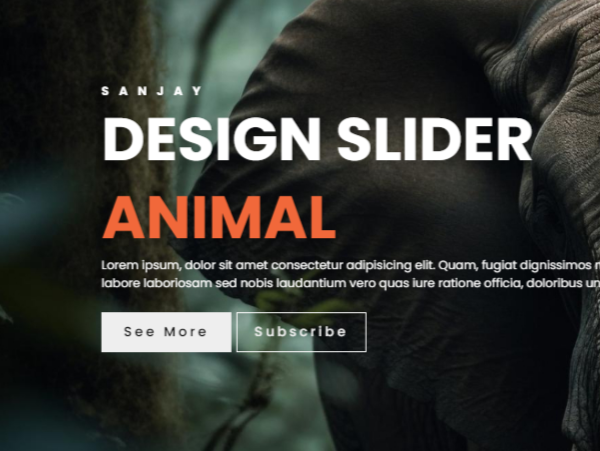 SANJAY
DESIGN SLIDER
ANIMAL
Lorem ipsum, dolor sit amet consectetur adipisicing elit. Quam, fugiat dignissimos
labore laboriosam sed nobis laudantium vero quas iure ratione officia, doloribus
See More
Subscribe